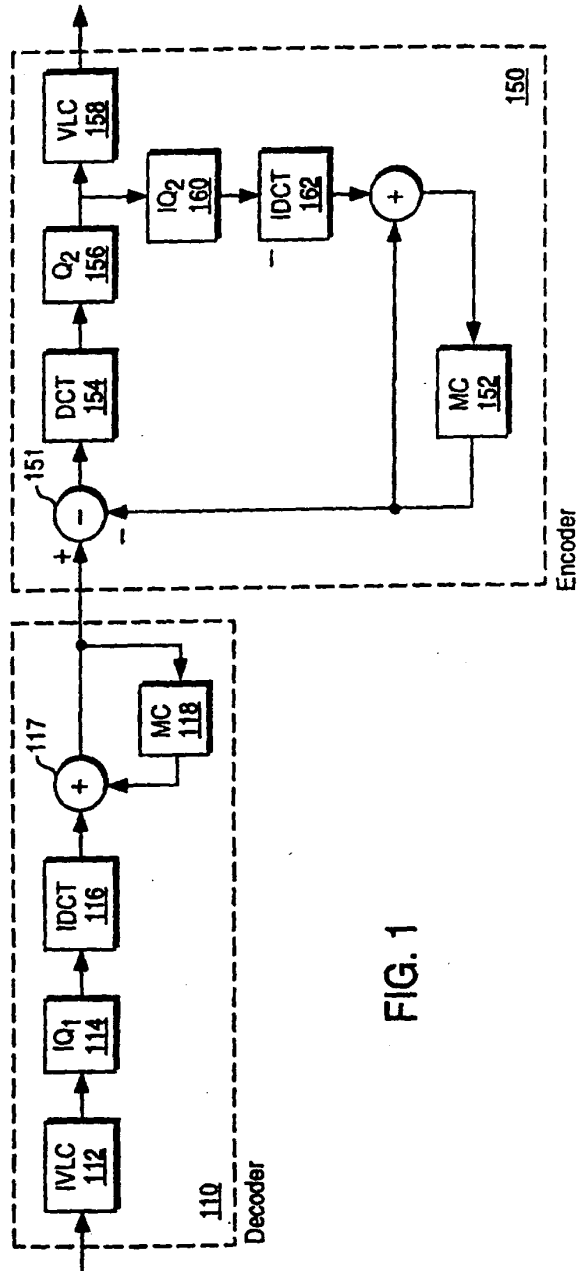 IVLC
112
IQ1
114
IDCT
116
117
+
MC
118
110
Decoder
+
−
151
−
DCT
154
Q2
156
VLC
158
IQ2
160
IDCT
162
−
+
MC
152
150
Encoder
FIG. 1